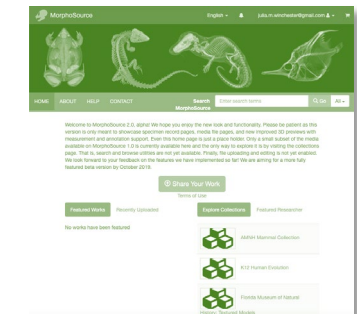 MorphoSource
English
julia.m.winchester@gmail.com
HOME ABOUT HELP CONTACT
Search MorphoSource
Enter search terms
Go
All
Welcome to MorphoSource 2.0, alpha! We hope you enjoy the new look and functionality. Please be patient as this
version is only meant to showcase specimen record pages, media file pages, and new improved 3D previews with
measurement and annotation support. Even this home page is just a place holder. Only a small subset of the media
available on MorphoSource 1.0 is currently available here and the only way to explore it is by visiting the collections
page. That is, search and browse utilities are not yet available. Finally, file uploading and editing is not yet enabled.
We look forward to your feedback on the features we have implemented so far! We are aiming for a more fully
featured beta version by October 2019.
Share Your Work
Terms of Use
Featured Works Recently Uploaded
Explore Collections Featured Researcher
No works have been featured
AMNH Mammal Collection
K12 Human Evolution
Florida Museum of Natural
History: Textured Models